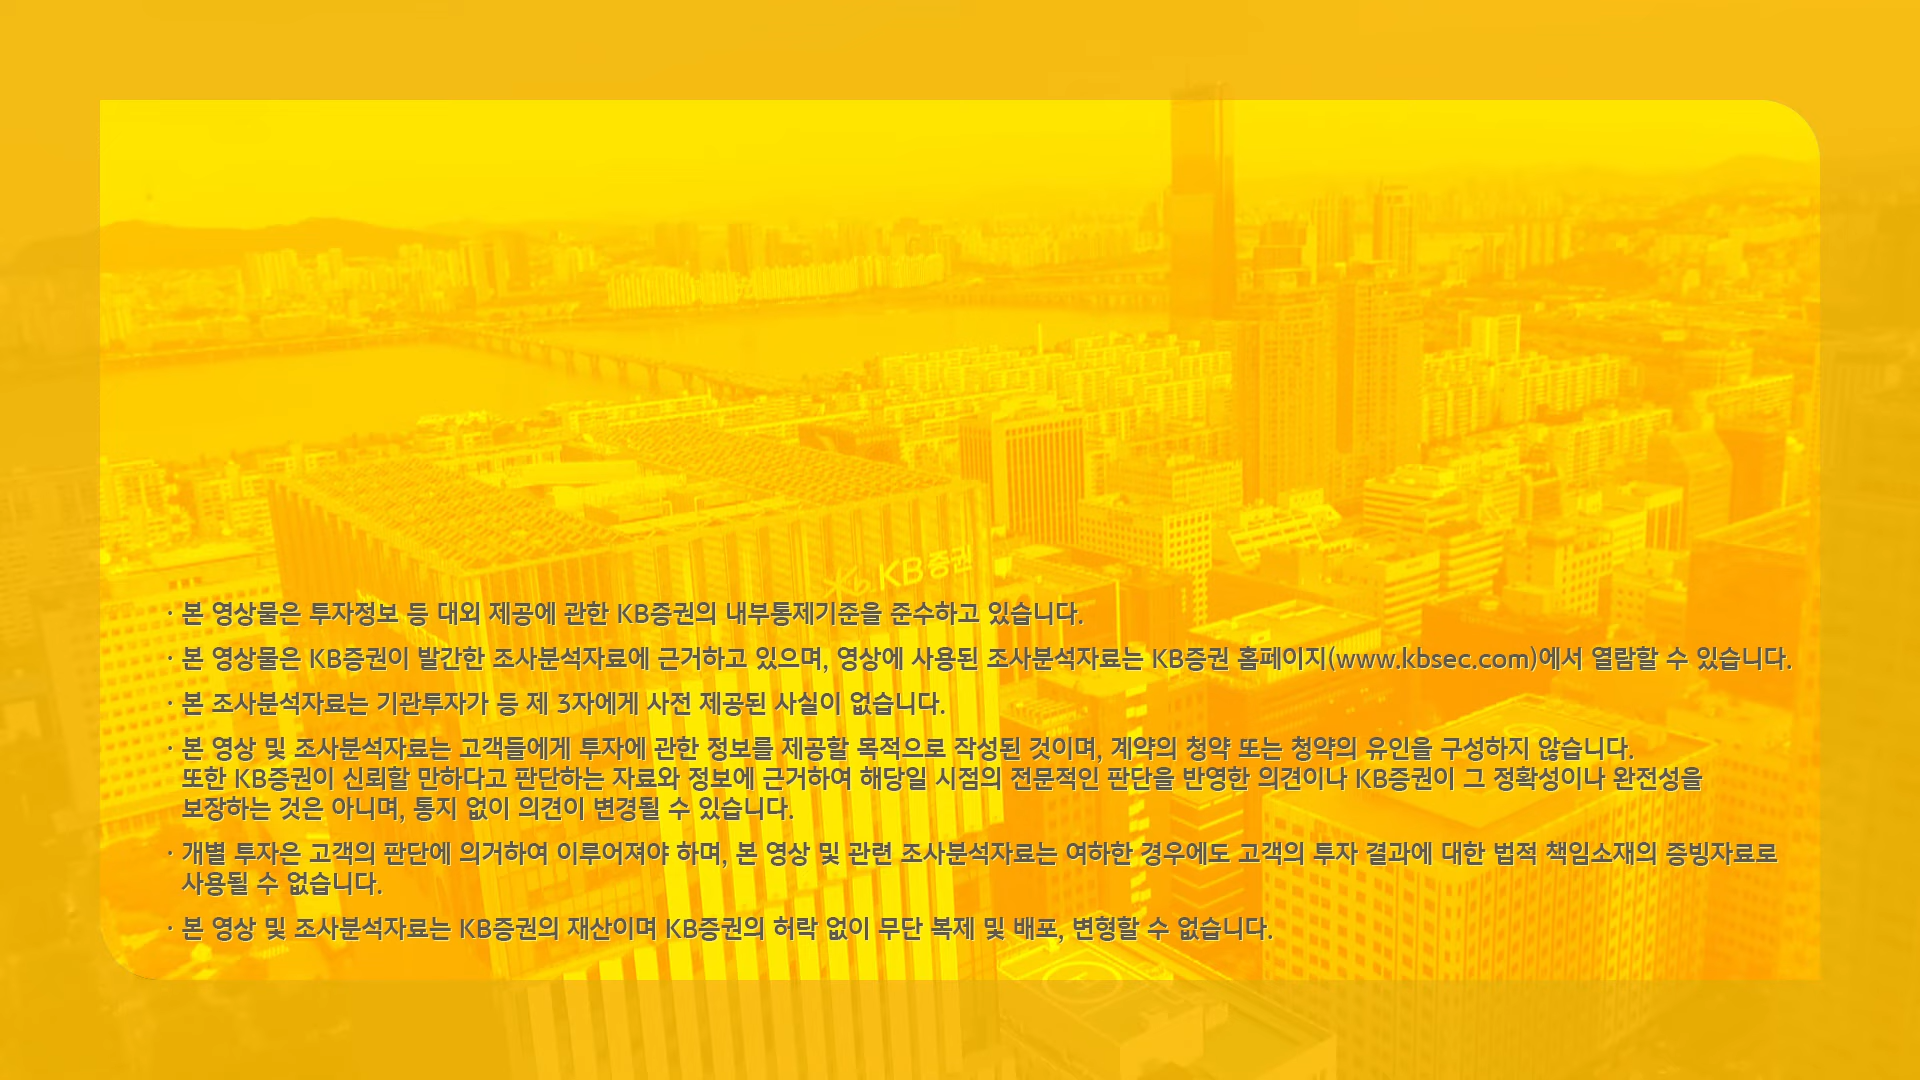 KB증권
· 본 영상물은 투자정보 등 대외 제공에 관한 KB증권의 내부통제기준을 준수하고 있습니다.
· 본 영상물은 KB증권이 발간한 조사분석자료에 근거하고 있으며, 영상에 사용된 조사분석자료는 KB증권 홈페이지(www.kbsec.com)에서 열람할 수 있습니다.
· 본 조사분석자료는 기관투자가 등 제 3자에게 사전 제공된 사실이 없습니다.
· 본 영상 및 조사분석자료는 고객들에게 투자에 관한 정보를 제공할 목적으로 작성된 것이며, 계약의 청약 또는 청약의 유인을 구성하지 않습니다.
또한 KB증권이 신뢰할 만하다고 판단하는 자료와 정보에 근거하여 해당일 시점의 전문적인 판단을 반영한 의견이나 KB증권이 그 정확성이나 완전성을
보장하는 것은 아니며, 통지 없이 의견이 변경될 수 있습니다.
· 개별 투자은 고객의 판단에 의거하여 이루어져야 하며, 본 영상 및 관련 조사분석자료는 여하한 경우에도 고객의 투자 결과에 대한 법적 책임소재의 증빙자료로
사용될 수 없습니다.
· 본 영상 및 조사분석자료는 KB증권의 재산이며 KB증권의 허락 없이 무단 복제 및 배포, 변형할 수 없습니다.